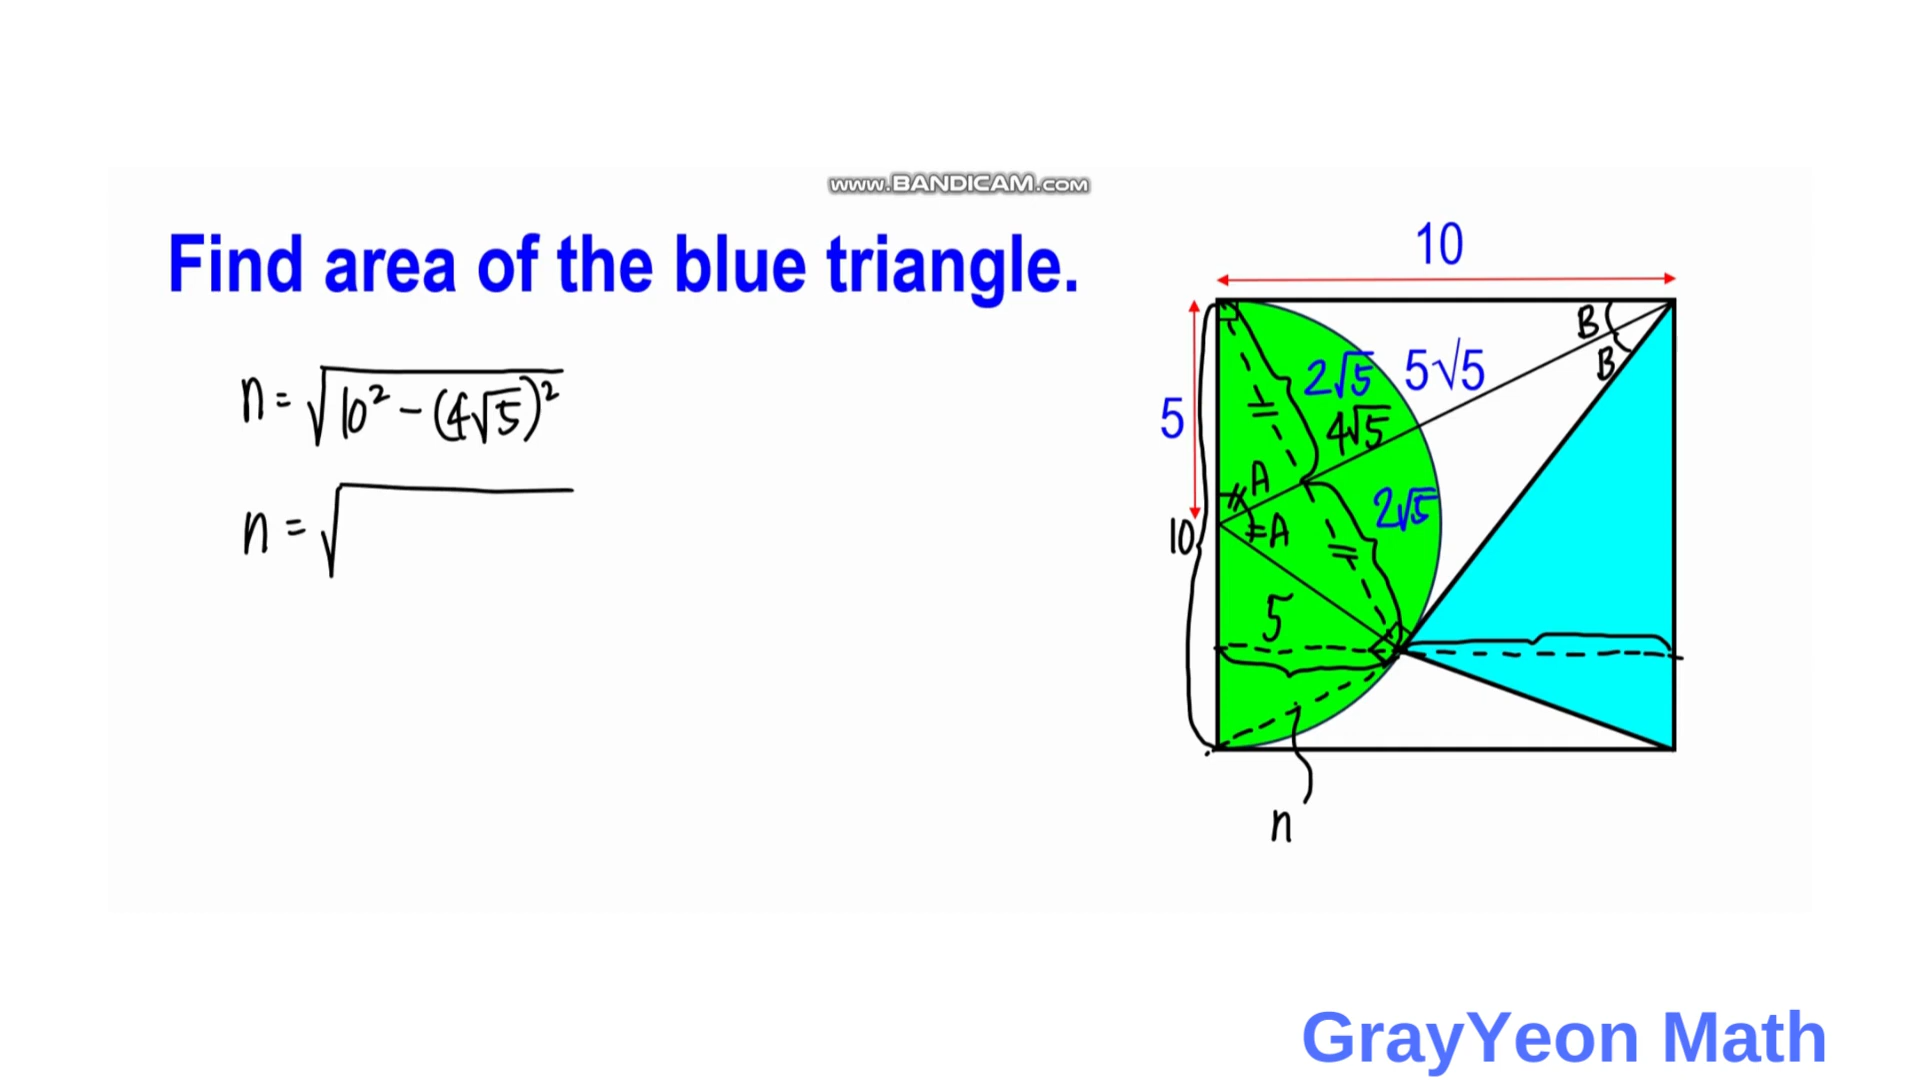 www.BANDICAM.com
Find area of the blue triangle.
10
B
B
2√5
5√5
5
4√5
n = √10² - (4√5)²
A
2√5
10
A
n = √
5
n
GrayYeon Math